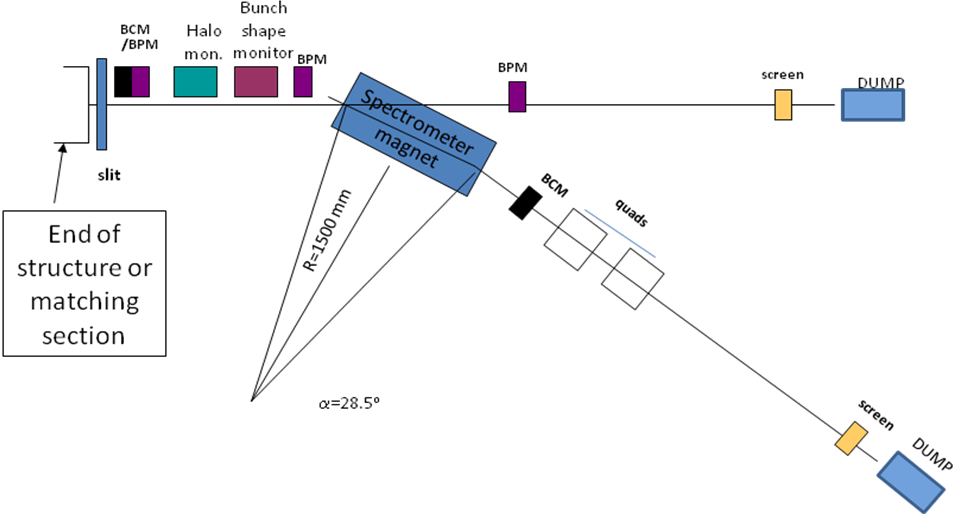 BCM
/BPM
Halo
mon.
Bunch
shape
monitor
BPM
BPM
screen
DUMP
slit
Spectrometer
magnet
R=1500 mm
α=28.5°
BCM
quads
screen
DUMP
End of
structure or
matching
section